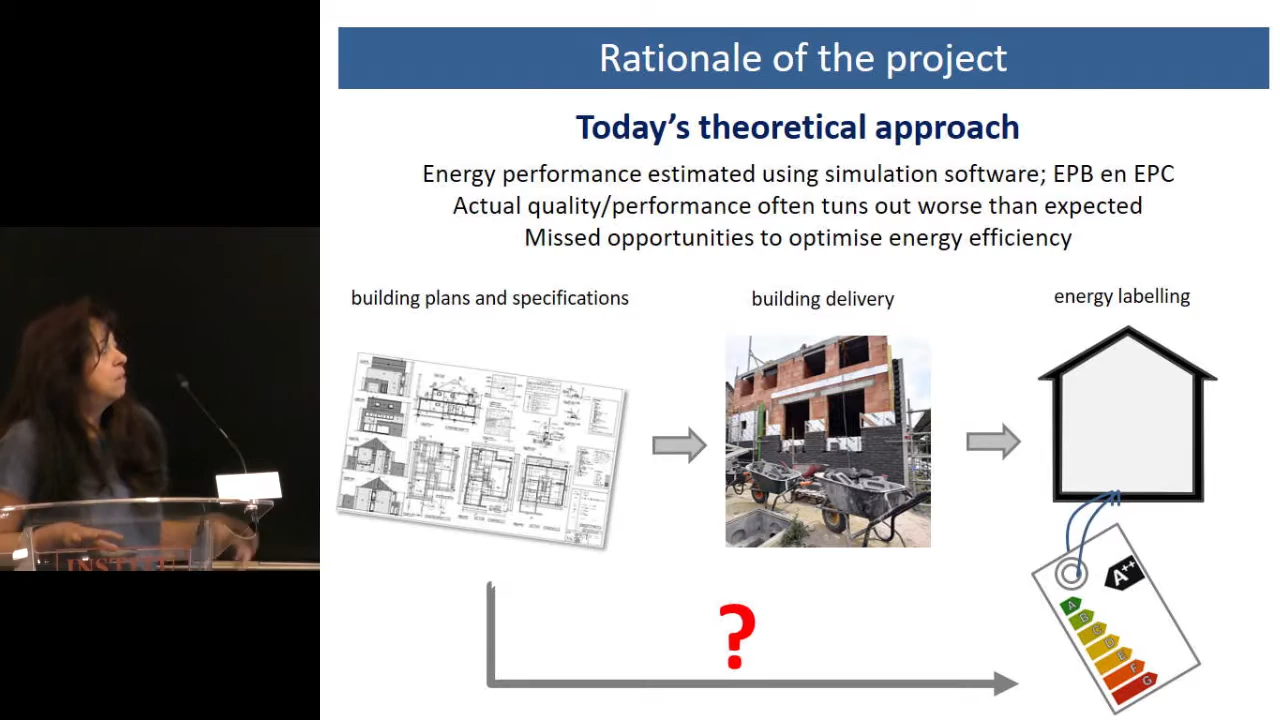 Rationale of the project
Today's theoretical approach
Energy performance estimated using simulation software; EPB en EPC
Actual quality/performance often tuns out worse than expected
Missed opportunities to optimise energy efficiency
building plans and specifications
building delivery
energy labelling
?
A++
A
B
C
D
E
F
G